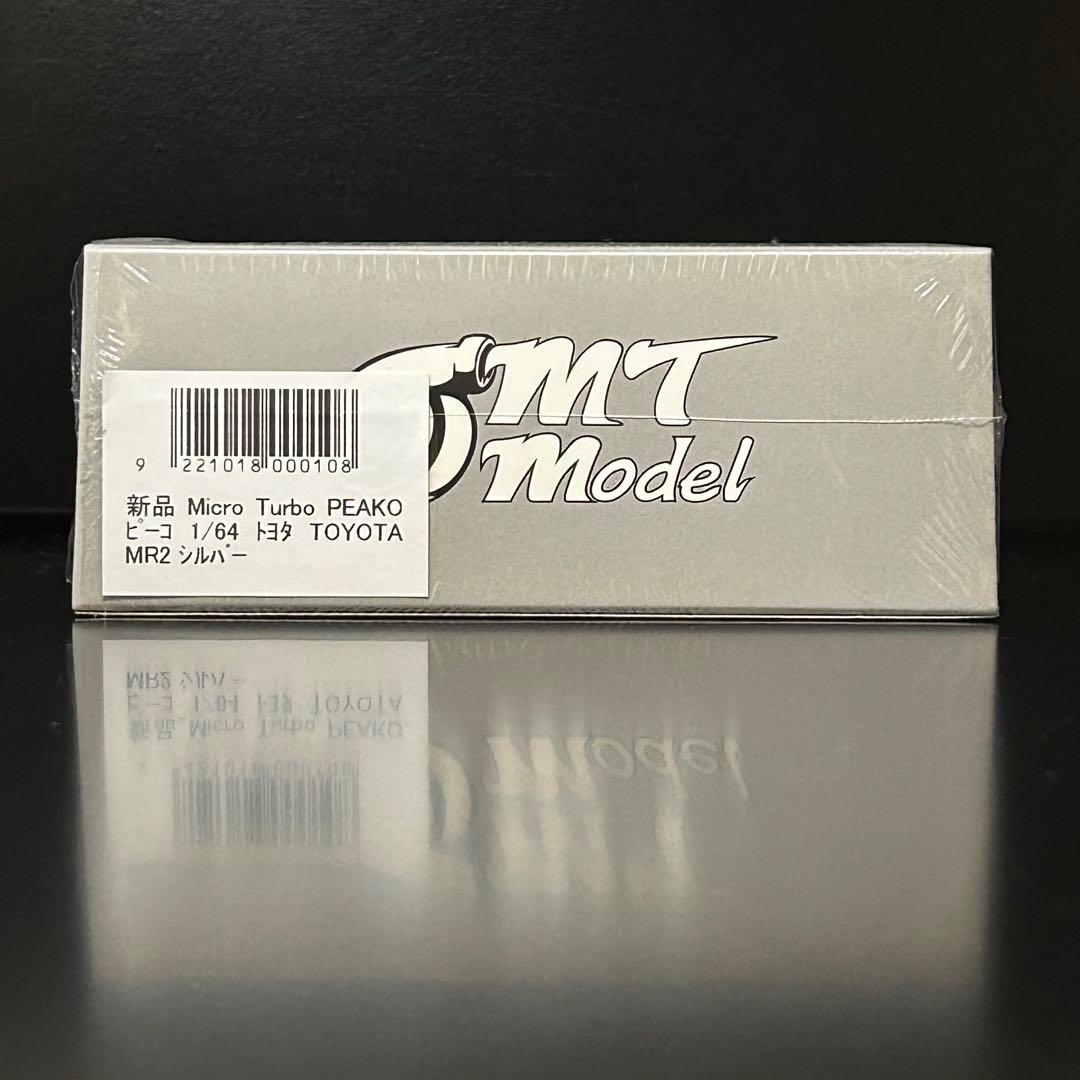 MT
Model
9 221018 000108
新品 Micro Turbo PEAKO
ﾋﾟｰｺ 1/64 ﾄﾖﾀ TOYOTA
MR2 ｼﾙﾊﾞｰ